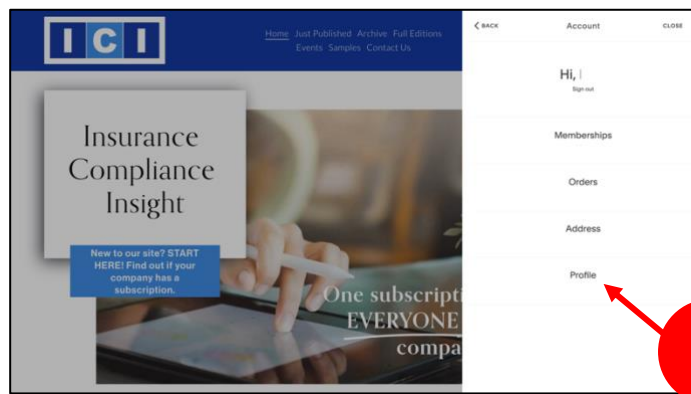 ICI
Home Just Published Archive Full Editions
Events Samples Contact Us
Insurance
Compliance
Insight
New to our site? START
HERE! Find out if your
company has a
subscription.
One subscripti
EVERYONE
compa
BACK Account CLOSE
Hi,
Sign out
Memberships
Orders
Address
Profile